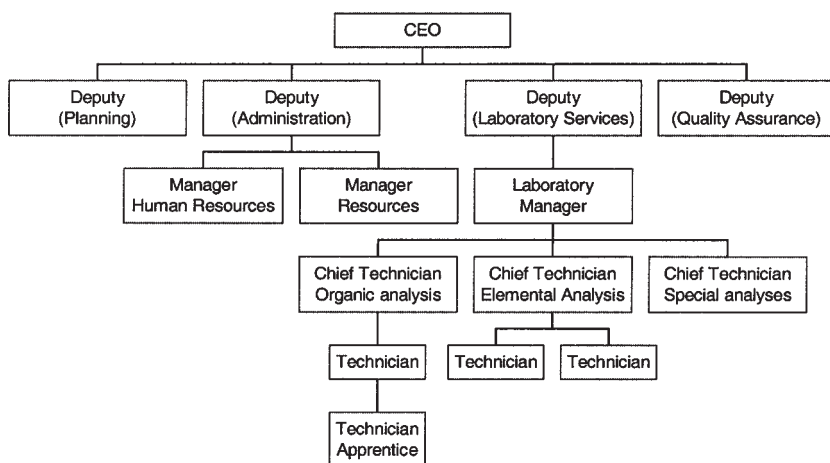 CEO
Deputy
(Planning)
Deputy
(Administration)
Deputy
(Laboratory Services)
Deputy
(Quality Assurance)
Manager
Human Resources
Manager
Resources
Laboratory
Manager
Chief Technician
Organic analysis
Chief Technician
Elemental Analysis
Chief Technician
Special analyses
Technician
Technician
Technician
Technician
Apprentice